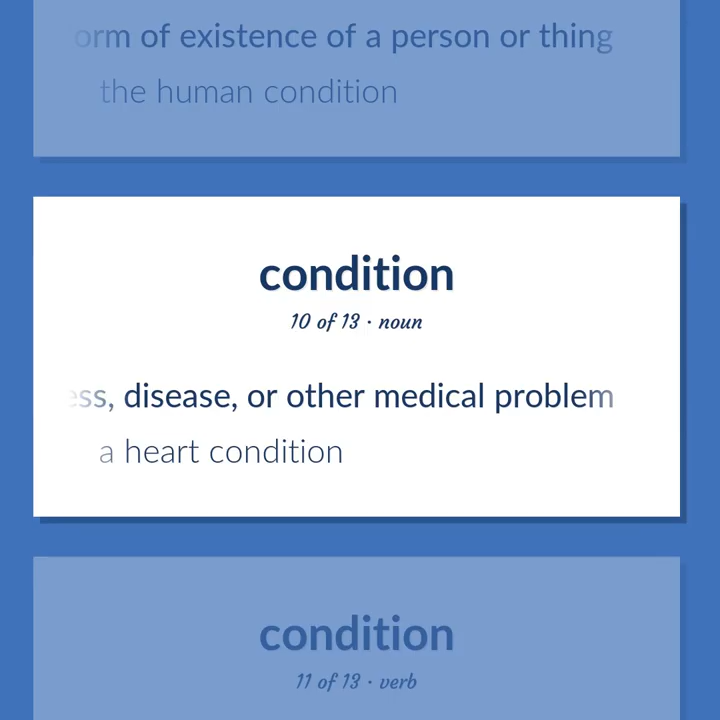 orm of existence of a person or thing
the human condition
condition
10 of 13 · noun
ess, disease, or other medical problem
a heart condition
condition
11 of 13 · verb